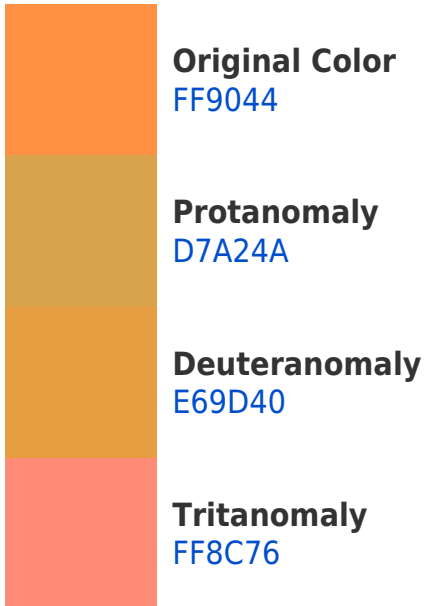 Original Color
FF9044
Protanomaly
D7A24A
Deuteranomaly
E69D40
Tritanomaly
FF8C76